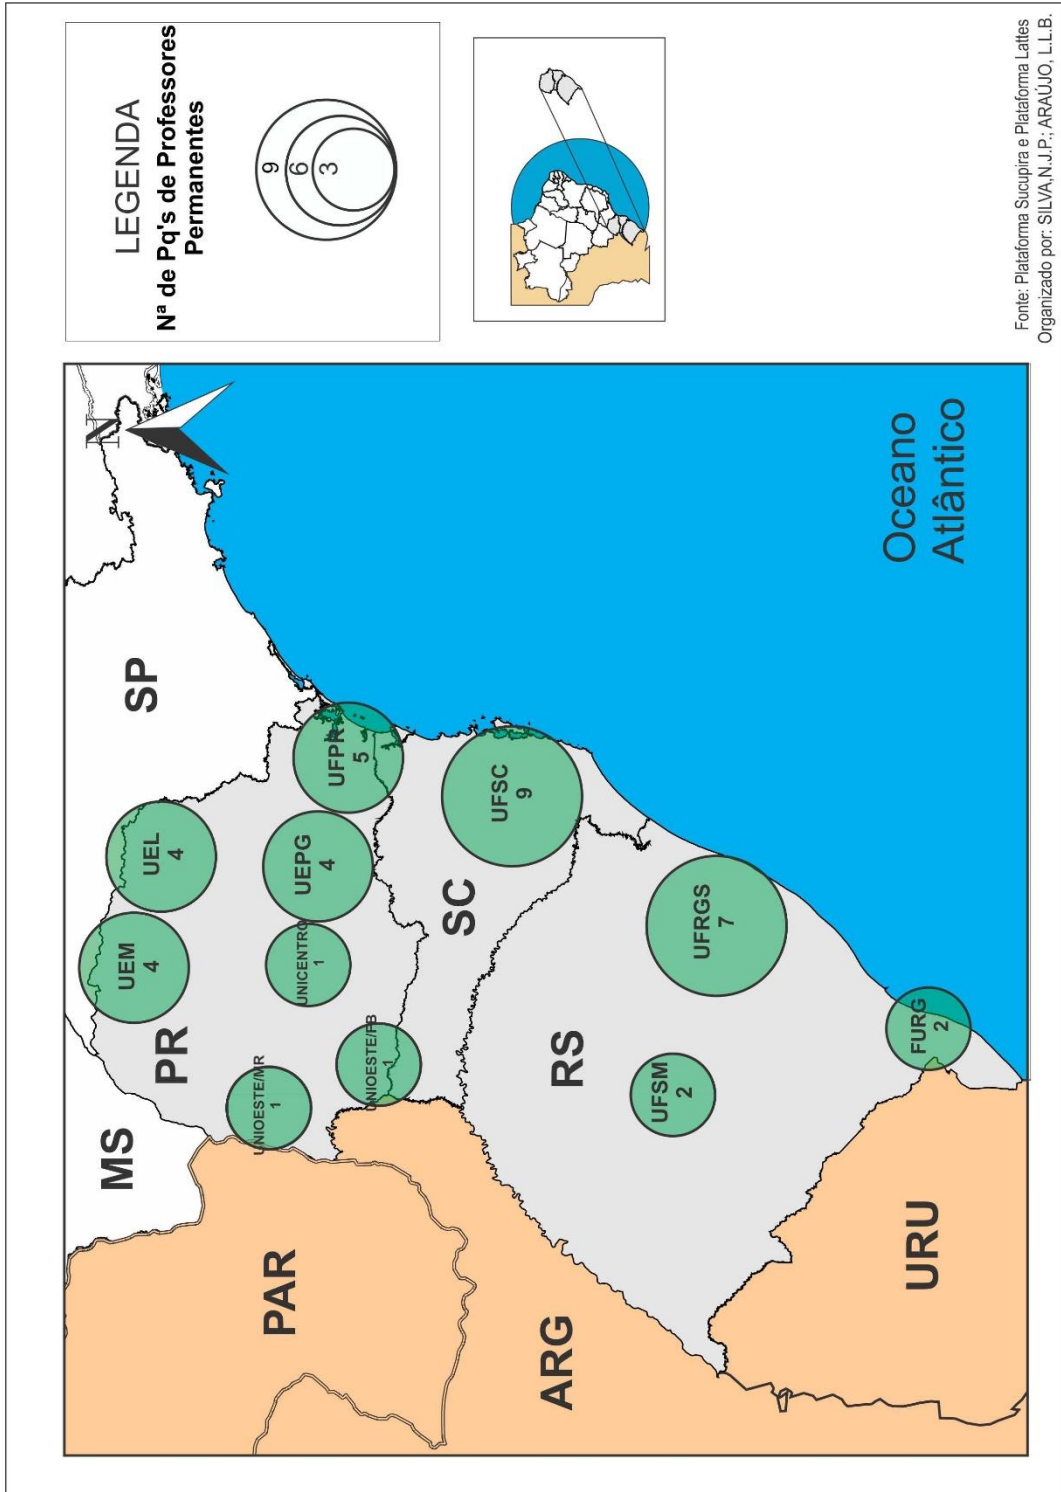 LEGENDA
Nª de Pq's de Professores
Permanentes
9
6
3
N
MS
SP
PR
UEM
4
UEL
4
UNIOESTE/MR
1
UNICENTRO
1
UEPG
4
UFPR
5
UNIOESTE/FB
1
PAR
SC
UFSC
9
ARG
RS
UFSM
2
UFRGS
7
FURG
2
URU
Oceano
Atlântico
Fonte: Plataforma Sucupira e Plataforma Lattes
Organizado por: SILVA,N.J.P.; ARAÚJO, L.L.B.